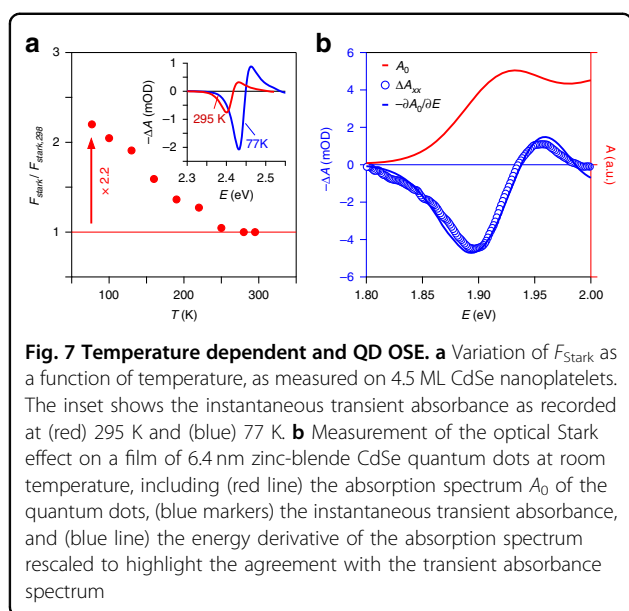 a
F_stark / F_stark,298
3
2
1
× 2.2
100
200
300
T (K)
−ΔA (mOD)
1
0
−1
−2
295 K
77K
2.3
2.4
2.5
E (eV)
b
−ΔA (mOD)
6
4
2
0
−2
−4
−6
A₀
ΔAₓₓ
−∂A₀/∂E
A (a.u.)
1.80
1.85
1.90
1.95
2.00
E (eV)
Fig. 7 Temperature dependent and QD OSE. a Variation of F_Stark as
a function of temperature, as measured on 4.5 ML CdSe nanoplatelets.
The inset shows the instantaneous transient absorbance as recorded
at (red) 295 K and (blue) 77 K. b Measurement of the optical Stark
effect on a film of 6.4 nm zinc-blende CdSe quantum dots at room
temperature, including (red line) the absorption spectrum A₀ of the
quantum dots, (blue markers) the instantaneous transient absorbance,
and (blue line) the energy derivative of the absorption spectrum
rescaled to highlight the agreement with the transient absorbance
spectrum